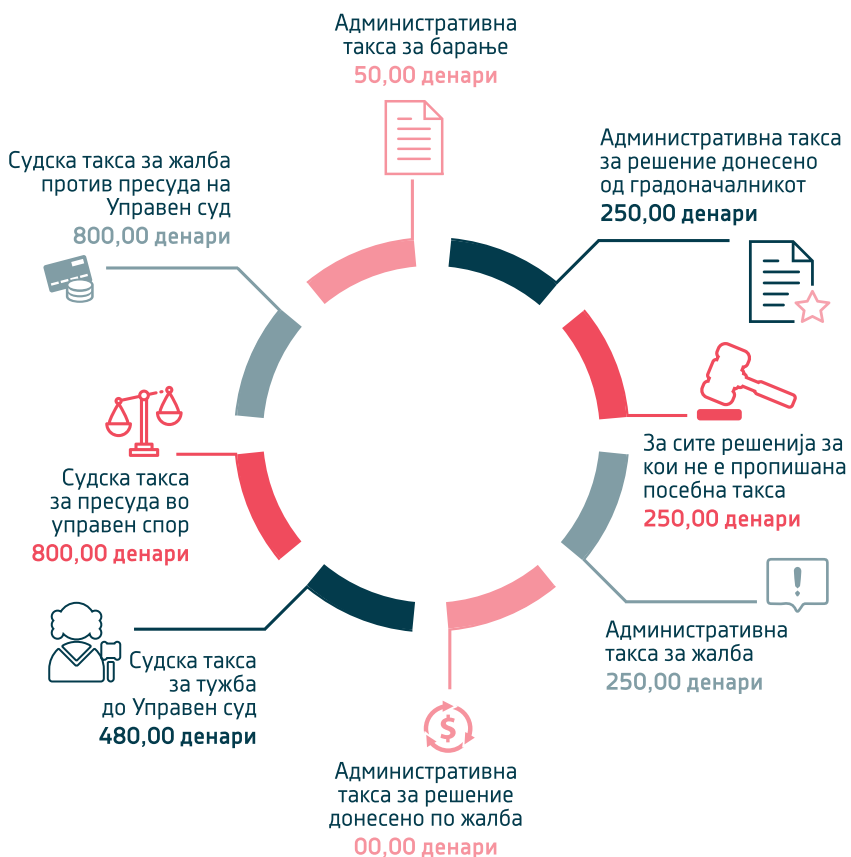 Административна
такса за барање
50,00 денари
Административна такса
за решение донесено
од градоначалникот
250,00 денари
За сите решенија за
кои не е пропишана
посебна такса
250,00 денари
Административна
такса за жалба
250,00 денари
Административна
такса за решение
донесено по жалба
00,00 денари
Судска такса
за тужба
до Управен суд
480,00 денари
Судска такса
за пресуда во
управен спор
800,00 денари
Судска такса за жалба
против пресуда на
Управен суд
800,00 денари
$
!